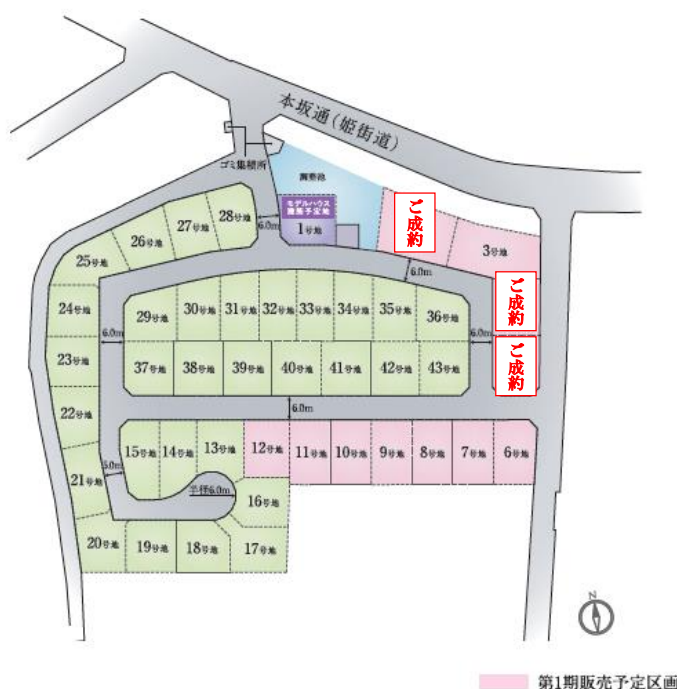 本坂通(姫街道)
ゴミ集積所
調整池
モデルハウス
建築予定地
1号地
6.0m
28号地
27号地
26号地
25号地
ご成約
3号地
6.0m
24号地
29号地
30号地
31号地
32号地
33号地
34号地
35号地
36号地
ご成約
6.0m
6.0m
23号地
37号地
38号地
39号地
40号地
41号地
42号地
43号地
ご成約
22号地
6.0m
15号地
14号地
13号地
12号地
11号地
10号地
9号地
8号地
7号地
6号地
21号地
5.0m
半径6.0m
16号地
20号地
19号地
18号地
17号地
N
第1期販売予定区画